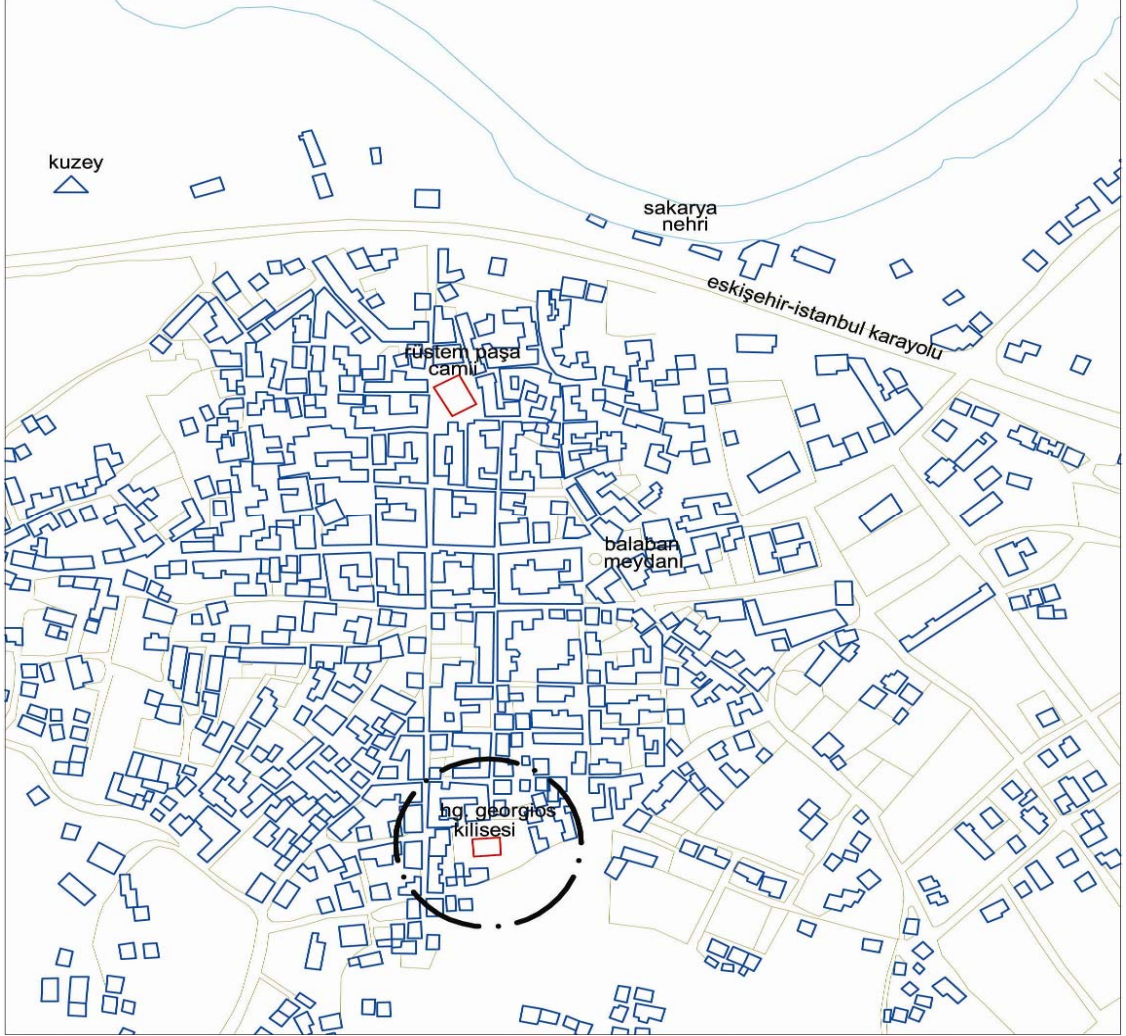 kuzey
sakarya
nehri
eskişehir-istanbul karayolu
rüstem paşa
camii
balaban
meydanı
hg. georgios
kilisesi